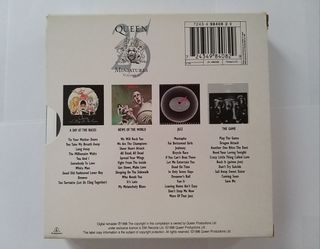 QUEEN
MINIATURES
7243 4 98408 2 6
A DAY AT THE RACES
Tie Your Mother Down
You Take My Breath Away
Long Away
The Millionaire Waltz
You And I
Somebody To Love
White Man
Good Old Fashioned Lover Boy
Drowse
Teo Torriatte (Let Us Cling Together)
NEWS OF THE WORLD
We Will Rock You
We Are The Champions
Sheer Heart Attack
All Dead, All Dead
Spread Your Wings
Fight From The Inside
Get Down, Make Love
Sleeping On The Sidewalk
Who Needs You
It's Late
My Melancholy Blues
JAZZ
Mustapha
Fat Bottomed Girls
Jealousy
Bicycle Race
If You Can't Beat Them
Let Me Entertain You
Dead On Time
In Only Seven Days
Dreamers Ball
Fun It
Leaving Home Ain't Easy
Don't Stop Me Now
More Of That Jazz
THE GAME
Play The Game
Dragon Attack
Another One Bites The Dust
Need Your Loving Tonight
Crazy Little Thing Called Love
Rock It (prime jive)
Don't Try Suicide
Sail Away Sweet Sister
Coming Soon
Save Me